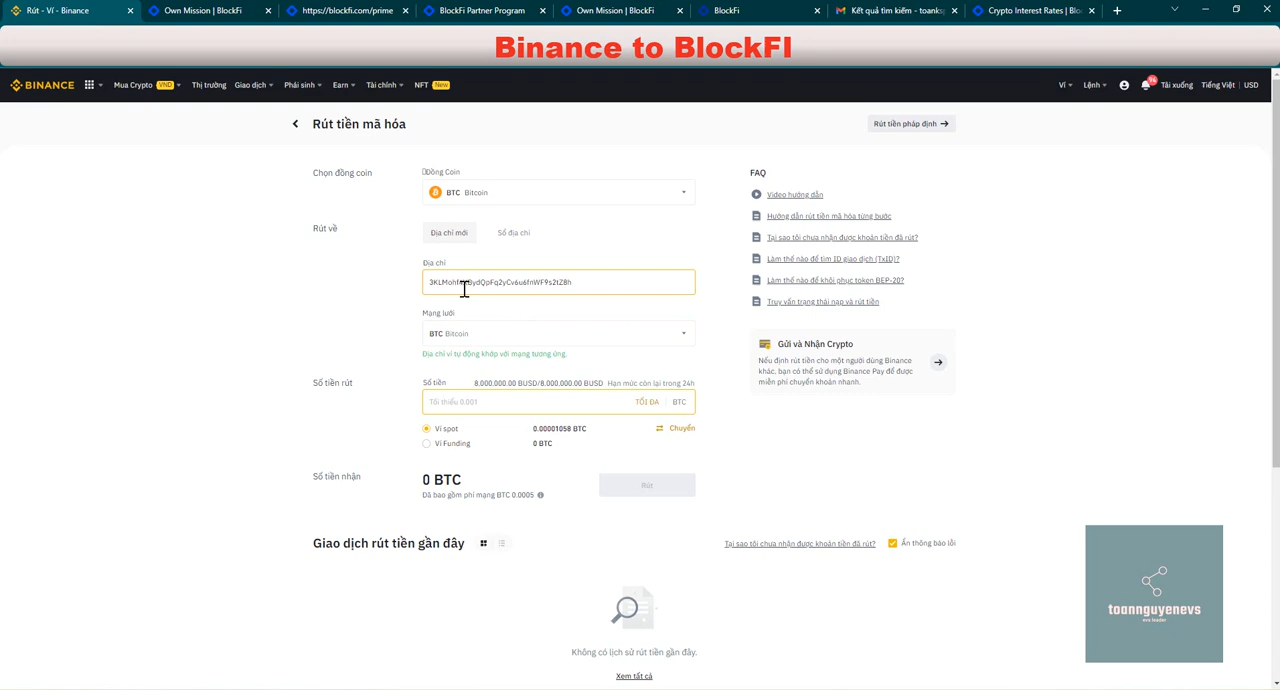 Rút - Ví - Binance
Own Mission | BlockFi
https://blockfi.com/prime
BlockFi Partner Program
Own Mission | BlockFi
BlockFi
Kết quả tìm kiếm - toanks
Crypto Interest Rates | Blo
Binance to BlockFI
BINANCE
Mua Crypto VND
Thị trường
Giao dịch
Phái sinh
Earn
Tài chính
NFT New
Ví
Lệnh
Tải xuống
Tiếng Việt | USD
Rút tiền mã hóa
Rút tiền pháp định
Chọn đồng coin
Đồng Coin
BTC Bitcoin
Rút về
Địa chỉ mới
Sổ địa chỉ
Địa chỉ
Mạng lưới
BTC Bitcoin
Địa chỉ ví tự động khớp với mạng tương ứng.
Số tiền rút
Số tiền
8,000,000.00 BUSD/8,000,000.00 BUSD Hạn mức còn lại trong 24h
Tối thiểu 0.001
TỐI ĐA
BTC
Ví spot
0.00001058 BTC
Chuyển
Ví Funding
0 BTC
Số tiền nhận
0 BTC
Đã bao gồm phí mạng BTC 0.0005
Rút
FAQ
Video hướng dẫn
Hướng dẫn rút tiền mã hóa từng bước
Tại sao tôi chưa nhận được khoản tiền đã rút?
Làm thế nào để tìm ID giao dịch (TxID)?
Làm thế nào để khôi phục token BEP-20?
Truy vấn trạng thái nạp và rút tiền
Gửi và Nhận Crypto
Nếu định rút tiền cho một người dùng Binance
khác, bạn có thể sử dụng Binance Pay để được
miễn phí chuyển khoản nhanh.
Giao dịch rút tiền gần đây
Tại sao tôi chưa nhận được khoản tiền đã rút?
Ẩn thông báo lỗi
Không có lịch sử rút tiền gần đây.
Xem tất cả
toannguyenevs
evs leader